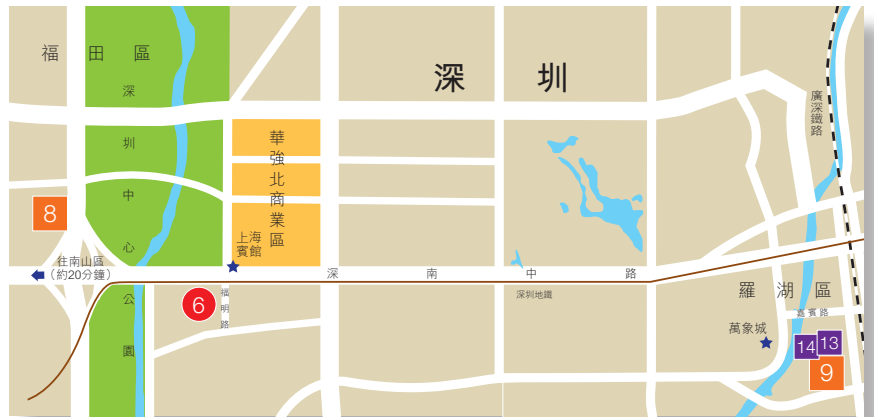 福田區
深圳
深圳中心公園
華強北商業區
廣深鐵路
8
上海
賓館
往南山區
(約20分鐘)
深南中路
6
福明路
深圳地鐵
羅湖區
嘉賓路
萬象城
14
13
9